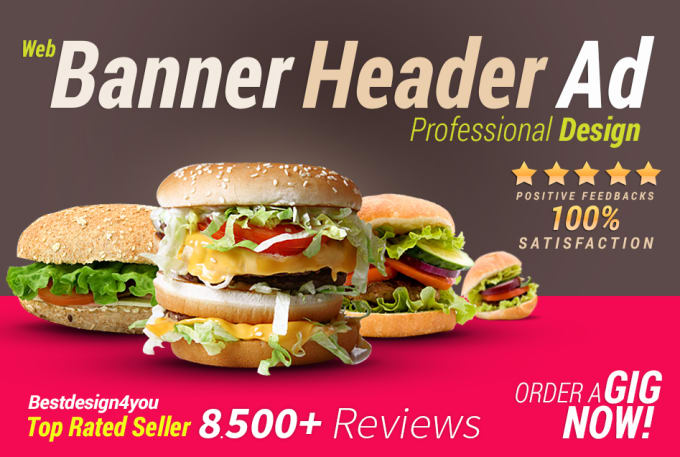 Web Banner Header Ad
Professional Design
POSITIVE FEEDBACKS
100%
SATISFACTION
Bestdesign4you
Top Rated Seller 8,500+ Reviews
ORDER A GIG
NOW!